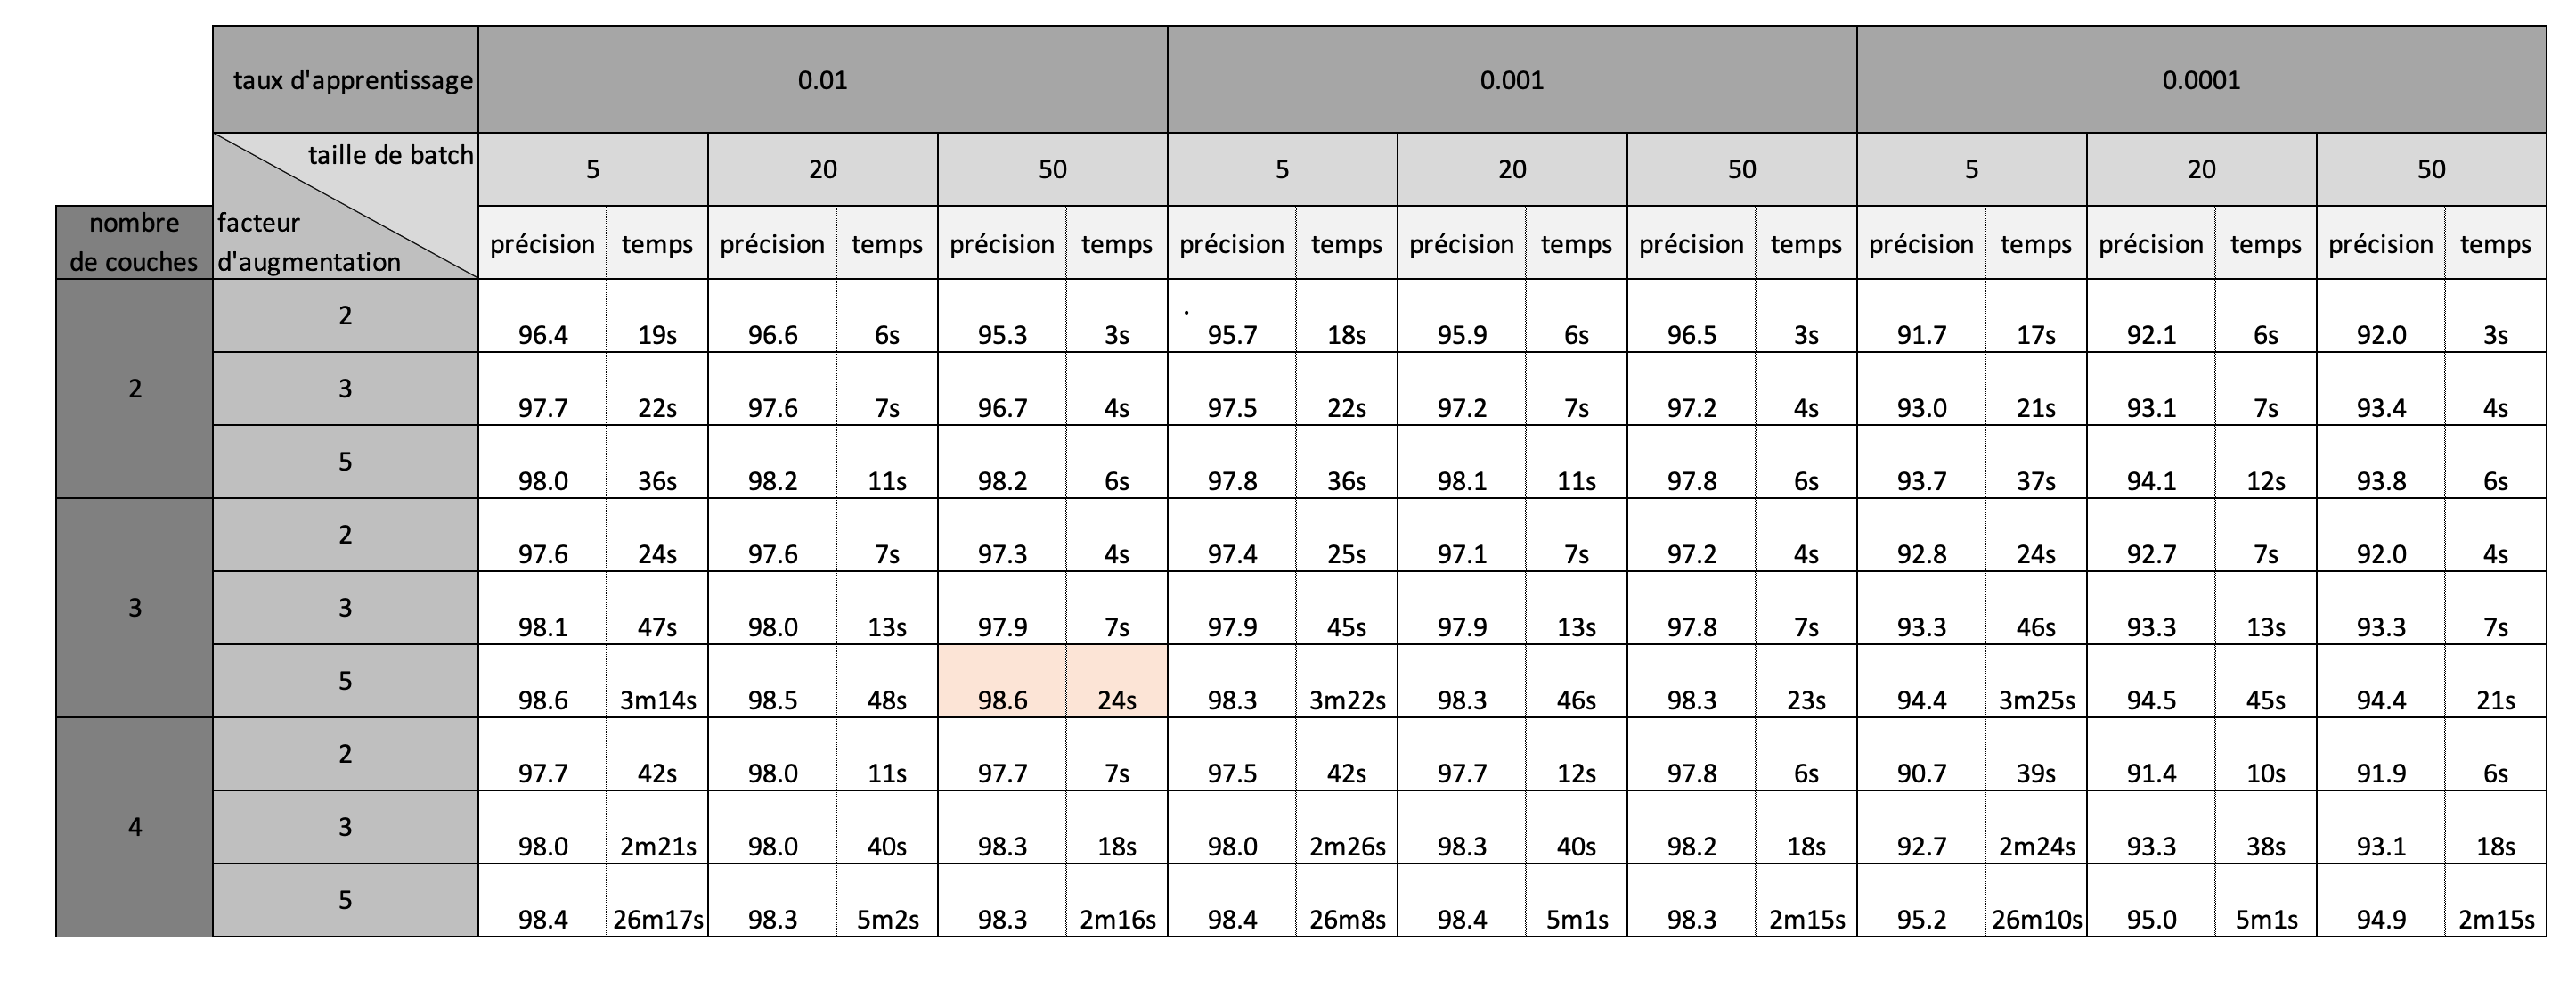 taux d'apprentissage 0.01 0.001 0.0001
taille de batch 5 20 50 5 20 50 5 20 50
nombre
de couches
facteur
d'augmentation
précision temps précision temps précision temps précision temps précision temps précision temps précision temps précision temps précision temps
2
2 96.4 19s 96.6 6s 95.3 3s 95.7 18s 95.9 6s 96.5 3s 91.7 17s 92.1 6s 92.0 3s
3 97.7 22s 97.6 7s 96.7 4s 97.5 22s 97.2 7s 97.2 4s 93.0 21s 93.1 7s 93.4 4s
5 98.0 36s 98.2 11s 98.2 6s 97.8 36s 98.1 11s 97.8 6s 93.7 37s 94.1 12s 93.8 6s
3
2 97.6 24s 97.6 7s 97.3 4s 97.4 25s 97.1 7s 97.2 4s 92.8 24s 92.7 7s 92.0 4s
3 98.1 47s 98.0 13s 97.9 7s 97.9 45s 97.9 13s 97.8 7s 93.3 46s 93.3 13s 93.3 7s
5 98.6 3m14s 98.5 48s 98.6 24s 98.3 3m22s 98.3 46s 98.3 23s 94.4 3m25s 94.5 45s 94.4 21s
4
2 97.7 42s 98.0 11s 97.7 7s 97.5 42s 97.7 12s 97.8 6s 90.7 39s 91.4 10s 91.9 6s
3 98.0 2m21s 98.0 40s 98.3 18s 98.0 2m26s 98.3 40s 98.2 18s 92.7 2m24s 93.3 38s 93.1 18s
5 98.4 26m17s 98.3 5m2s 98.3 2m16s 98.4 26m8s 98.4 5m1s 98.3 2m15s 95.2 26m10s 95.0 5m1s 94.9 2m15s